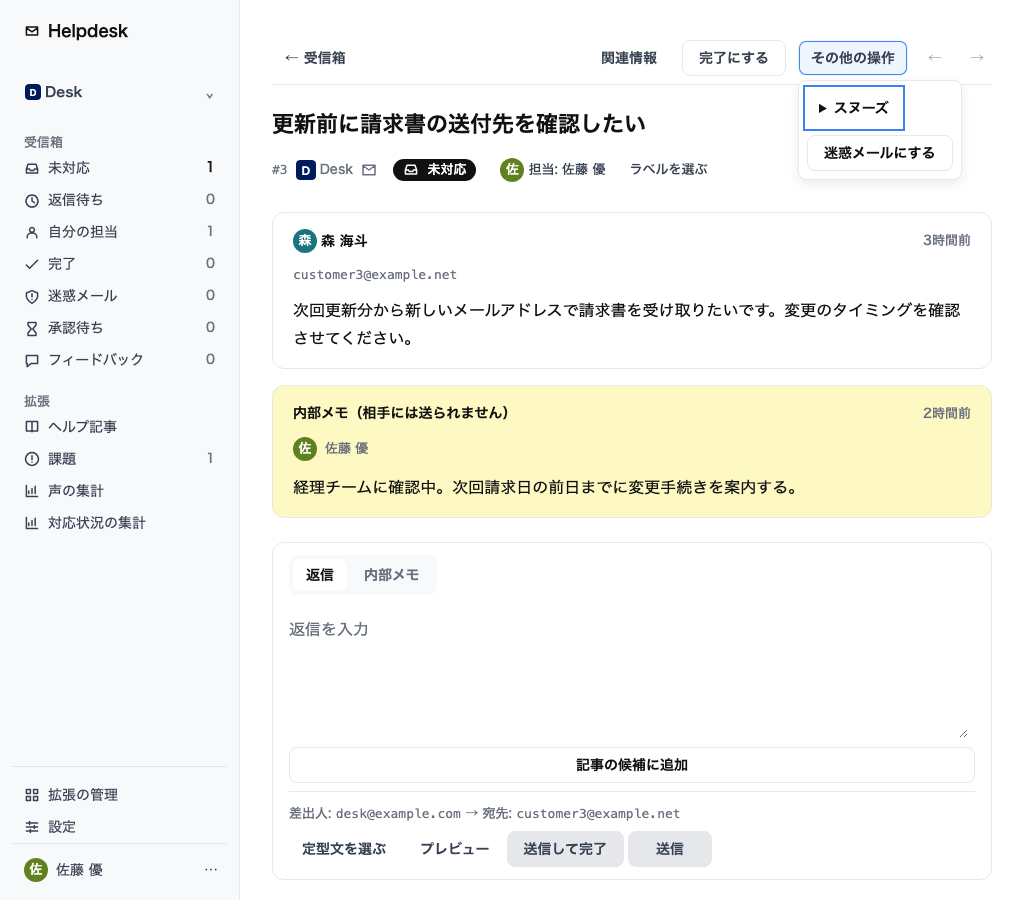 Helpdesk
D Desk
受信箱
未対応 1
返信待ち 0
自分の担当 1
完了 0
迷惑メール 0
承認待ち 0
フィードバック 0
拡張
ヘルプ記事
課題 1
声の集計
対応状況の集計
拡張の管理
設定
佐 佐藤 優 …
← 受信箱 関連情報 完了にする その他の操作 ← →
▶ スヌーズ
迷惑メールにする
更新前に請求書の送付先を確認したい
#3 D Desk 未対応 佐 担当: 佐藤 優 ラベルを選ぶ
森 森 海斗 3時間前
customer3@example.net
次回更新分から新しいメールアドレスで請求書を受け取りたいです。変更のタイミングを確認
させてください。
内部メモ（相手には送られません） 2時間前
佐 佐藤 優
経理チームに確認中。次回請求日の前日までに変更手続きを案内する。
返信 内部メモ
返信を入力
記事の候補に追加
差出人: desk@example.com → 宛先: customer3@example.net
定型文を選ぶ プレビュー 送信して完了 送信